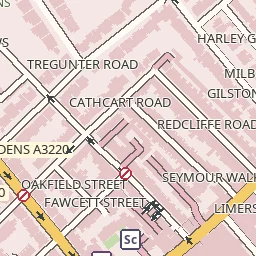 HARLEY G
TREGUNTER ROAD
MILB
GILSTON
CATHCART ROAD
REDCLIFFE ROAD
DENS A3220
SEYMOUR WALK
OAKFIELD STREET
FAWCETT STREET
LIMERS
Sc